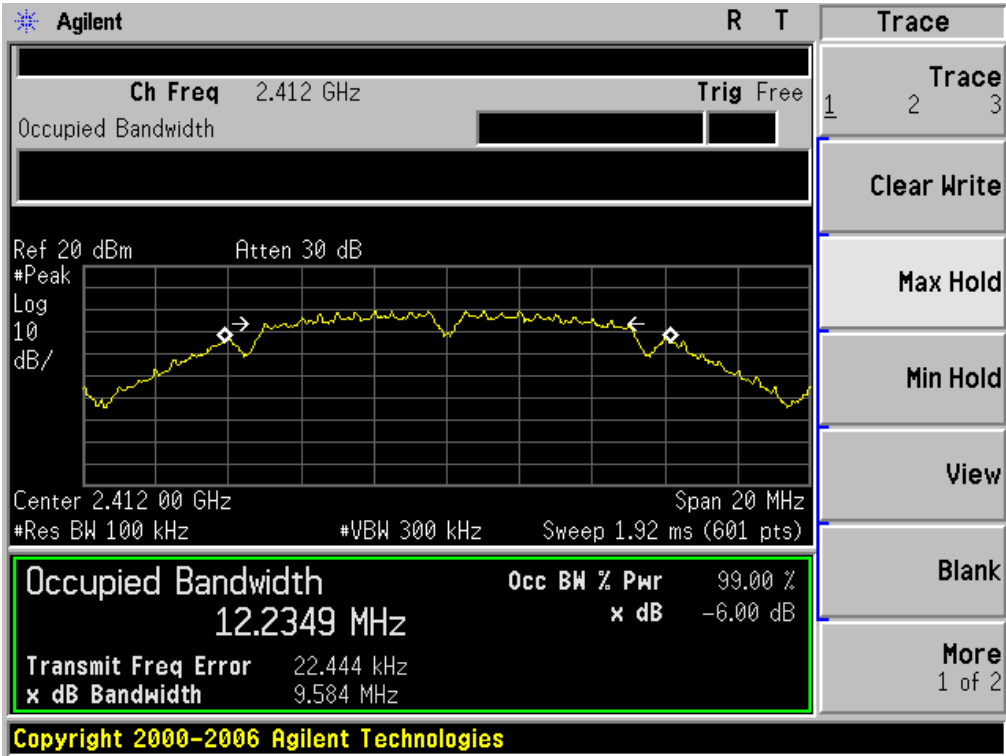 Agilent R T
Trace
Ch Freq 2.412 GHz Trig Free
Occupied Bandwidth
Trace
1 2 3
Clear Write
Max Hold
Min Hold
View
Blank
More
1 of 2
Ref 20 dBm Atten 30 dB
#Peak
Log
10
dB/
Center 2.412 00 GHz Span 20 MHz
#Res BW 100 kHz #VBW 300 kHz Sweep 1.92 ms (601 pts)
Occupied Bandwidth Occ BW % Pwr 99.00 %
12.2349 MHz x dB -6.00 dB
Transmit Freq Error 22.444 kHz
x dB Bandwidth 9.584 MHz
Copyright 2000-2006 Agilent Technologies